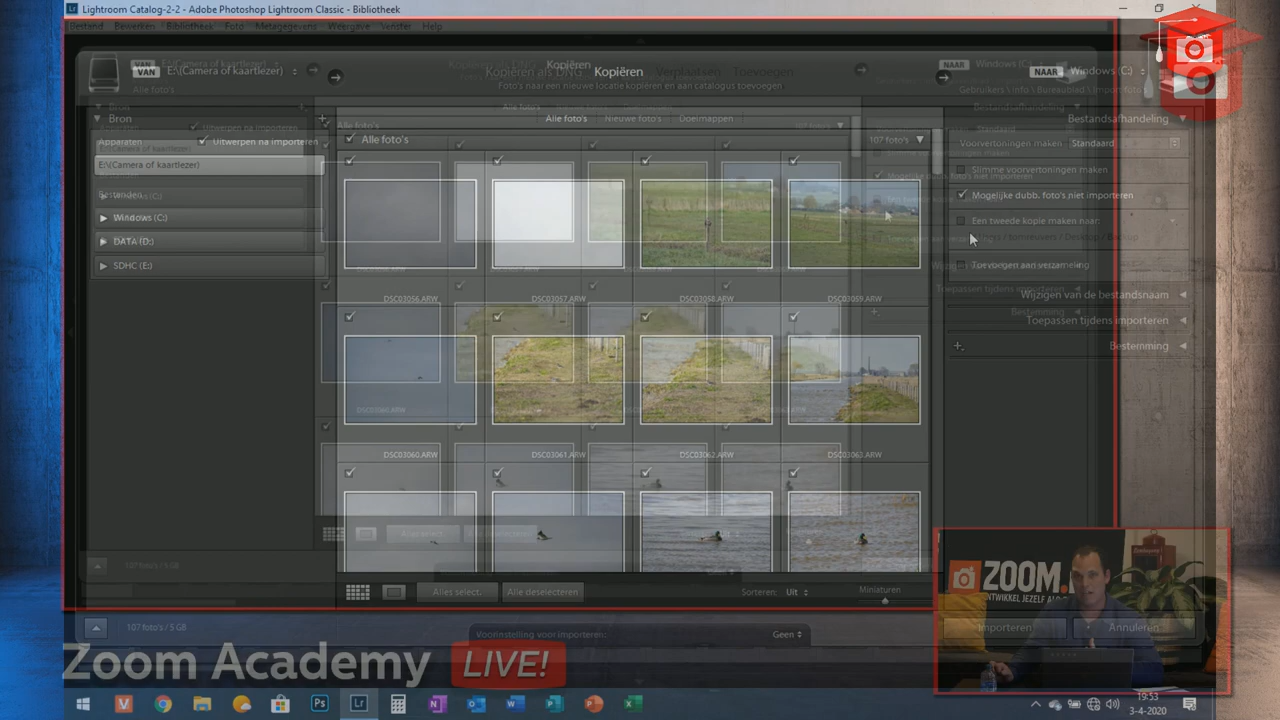 Lightroom Catalog-2-2 - Adobe Photoshop Lightroom Classic - Bibliotheek
Bestand Bewerken Bibliotheek Foto Metagegevens Venster Weergave Help
VAN E:\(Camera of kaartlezer)
Alle foto's
Kopiëren als DNG Kopiëren Verplaatsen Toevoegen
Foto's naar een nieuwe locatie kopiëren en aan catalogus toevoegen
NAAR Windows (C:)
Bron
Apparaten Uitwerpen na importeren
E:\(Camera of kaartlezer)
Bestanden
Windows (C:)
DATA (D:)
SDHC (E:)
Alle foto's Nieuwe foto's Doelmappen
Alle foto's 107 foto's
DSC03057.ARW DSC03058.ARW DSC03059.ARW
DSC03060.ARW DSC03061.ARW DSC03062.ARW DSC03063.ARW
Bestandsafhandeling
Voorvertoningen maken Standaard
Slimme voorvertoningen maken
Mogelijke dubb. foto's niet importeren
Een tweede kopie maken naar:
Toevoegen aan verzameling
Wijzigen van de bestandsnaam
Toepassen tijdens importeren
Bestemming
Alles select. Alle deselecteren Sorteren: Uit Miniaturen
107 foto's / 5 GB
Voorinstelling voor importeren: Geen
Importeren Annuleren
ZOOM.
ONTWIKKEL JEZELF ALS
Zoom Academy LIVE!
19:53
3-4-2020